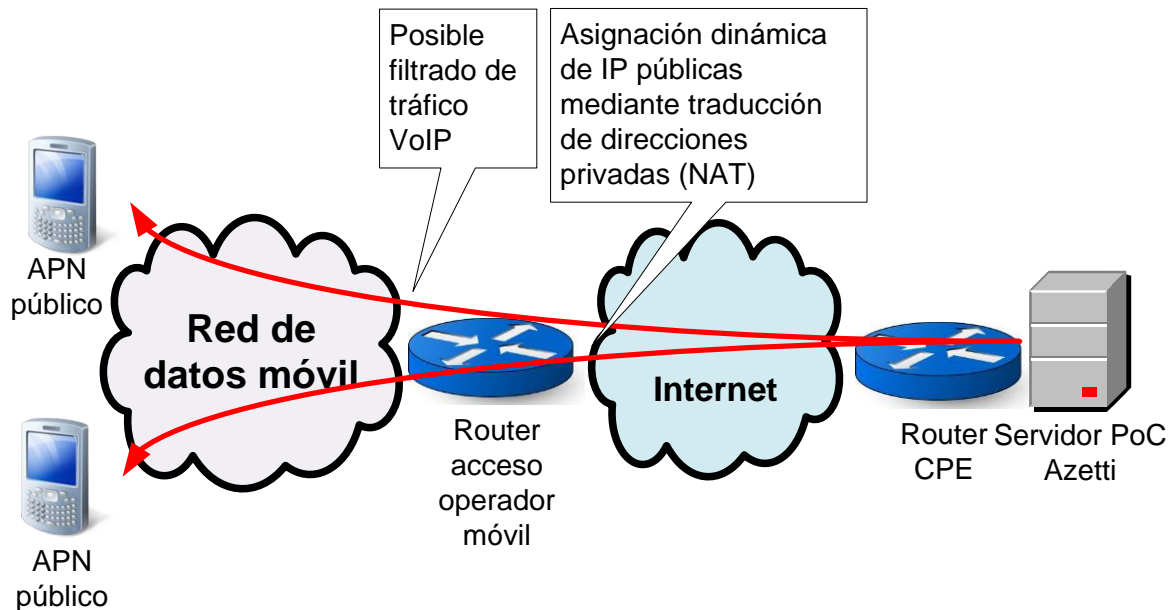 Posible
filtrado de
tráfico
VoIP
Asignación dinámica
de IP públicas
mediante traducción
de direcciones
privadas (NAT)
APN
público
Red de
datos móvil
Internet
Router
acceso
operador
móvil
Router
CPE
Servidor PoC
Azetti
APN
público